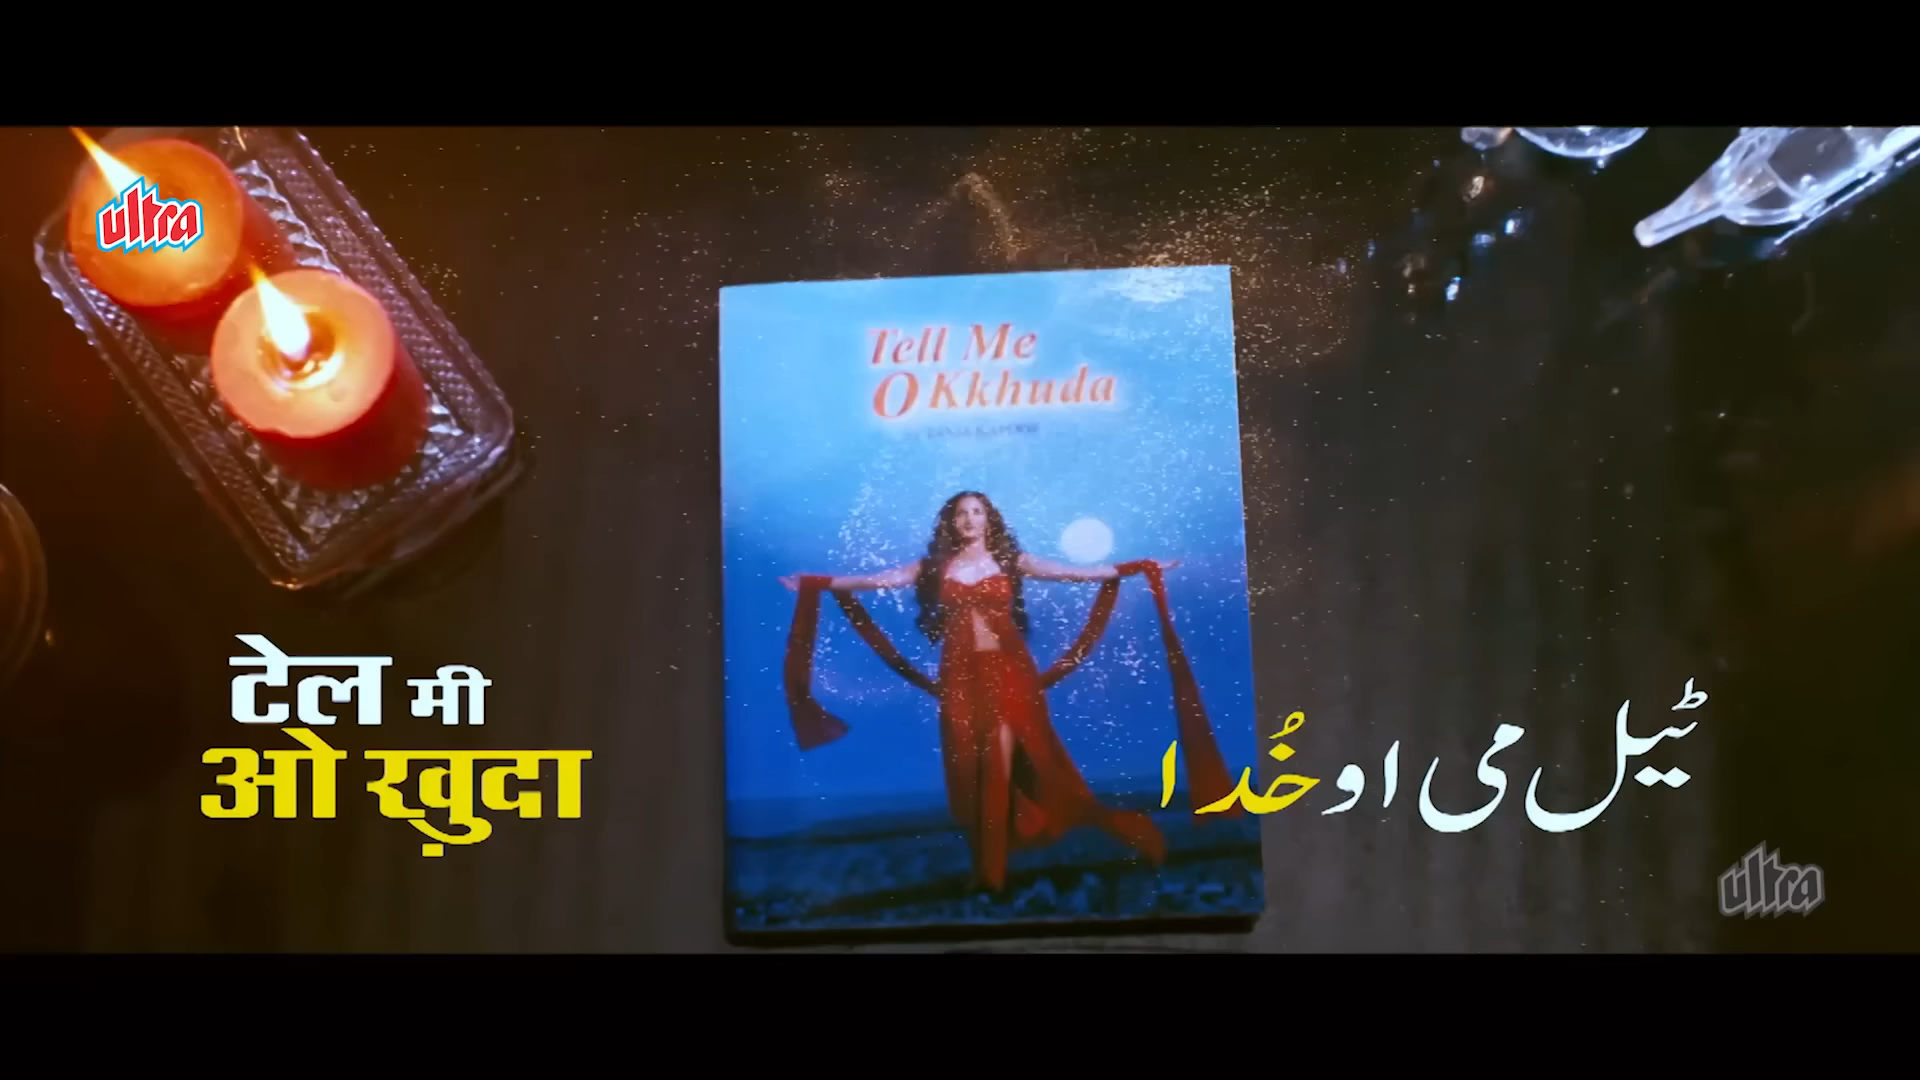 ultra
Tell Me
O Kkhuda
टेल मी
ओ ख़ुदा
ٹیل می او خُدا
ultra